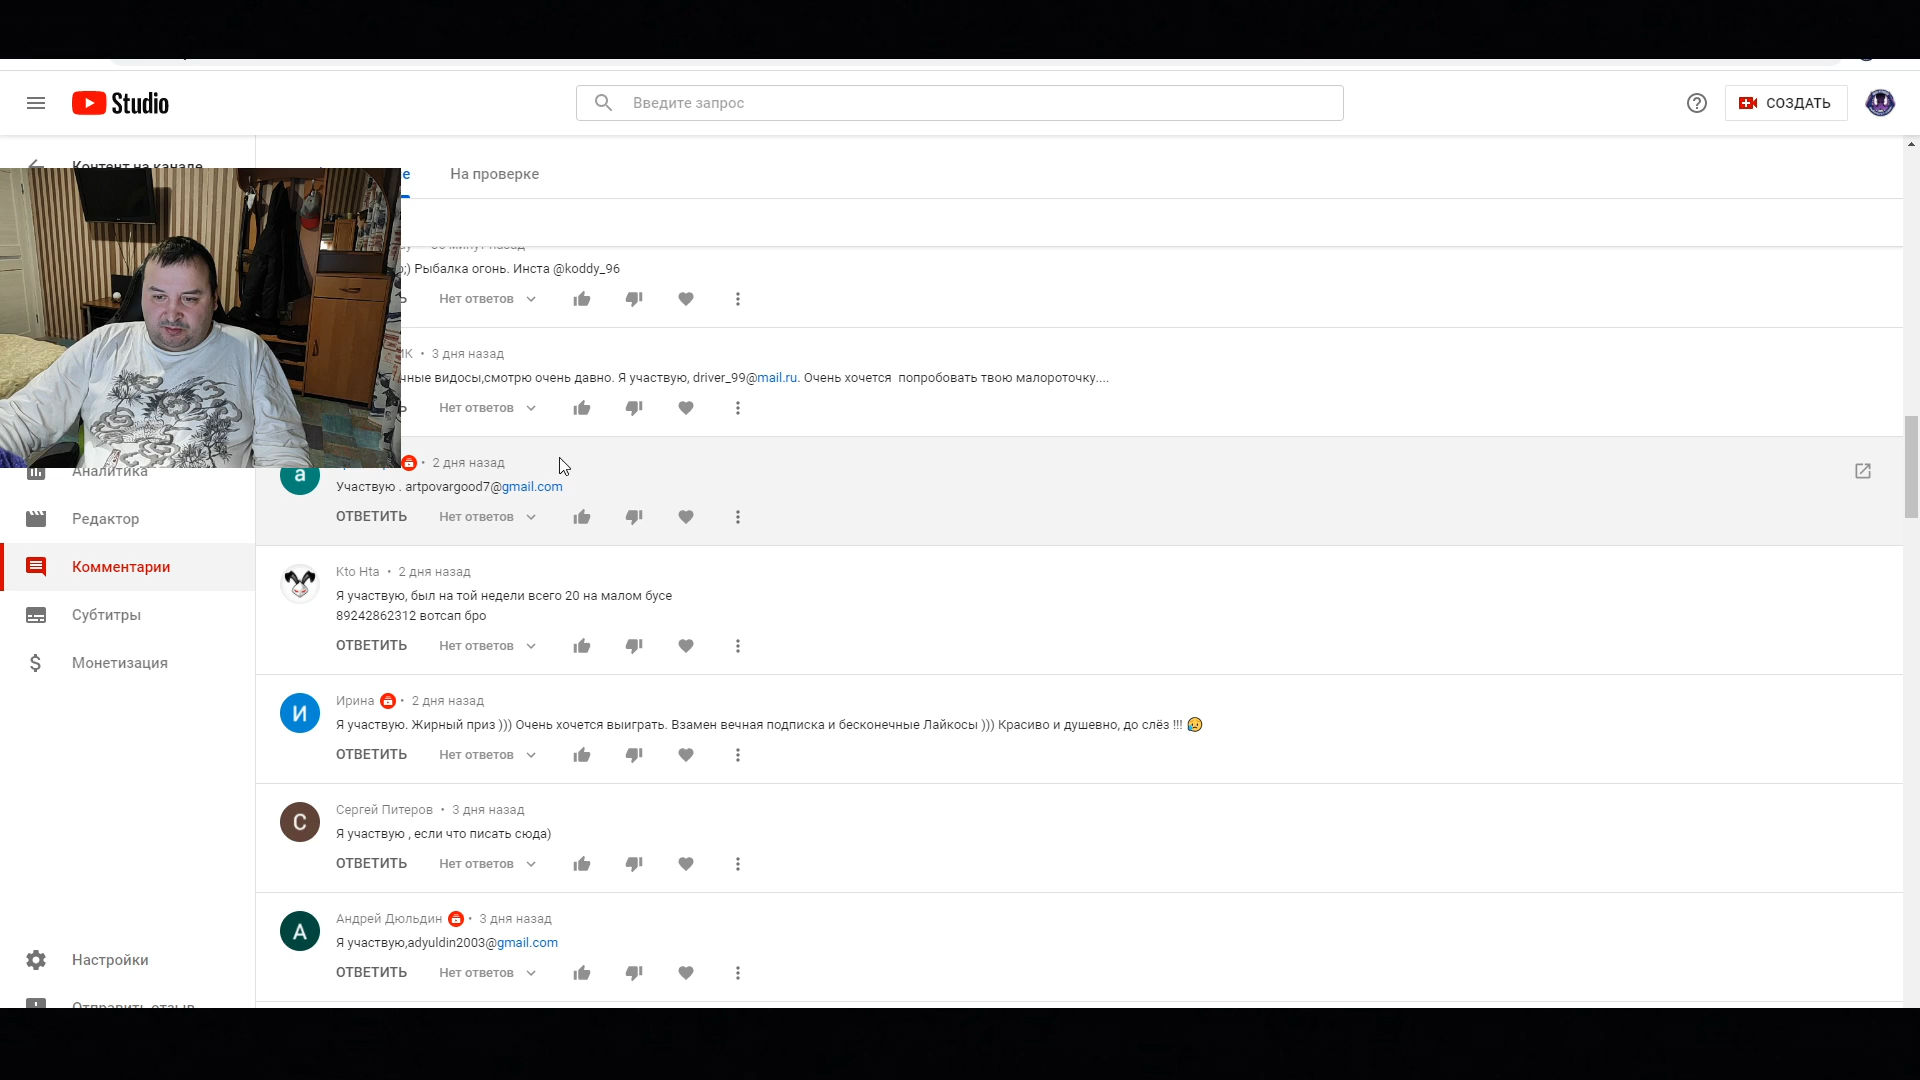 Studio
Введите запрос
СОЗДАТЬ
Контент на канале
На проверке
Рыбалка огонь. Инста @koddy_96
Нет ответов
3 дня назад
видосы,смотрю очень давно. Я участвую, driver_99@mail.ru. Очень хочется попробовать твою малороточку....
Нет ответов
2 дня назад
Участвую . artpovargood7@gmail.com
ОТВЕТИТЬ Нет ответов
Kto Hta • 2 дня назад
Я участвую, был на той недели всего 20 на малом бусе
89242862312 вотсап бро
ОТВЕТИТЬ Нет ответов
Ирина • 2 дня назад
Я участвую. Жирный приз ))) Очень хочется выиграть. Взамен вечная подписка и бесконечные Лайкосы ))) Красиво и душевно, до слёз !!! 😥
ОТВЕТИТЬ Нет ответов
Сергей Питеров • 3 дня назад
Я участвую , если что писать сюда)
ОТВЕТИТЬ Нет ответов
Андрей Дюльдин • 3 дня назад
Я участвую,adyuldin2003@gmail.com
ОТВЕТИТЬ Нет ответов
Аналитика
Редактор
Комментарии
Субтитры
Монетизация
Настройки
Отправить отзыв